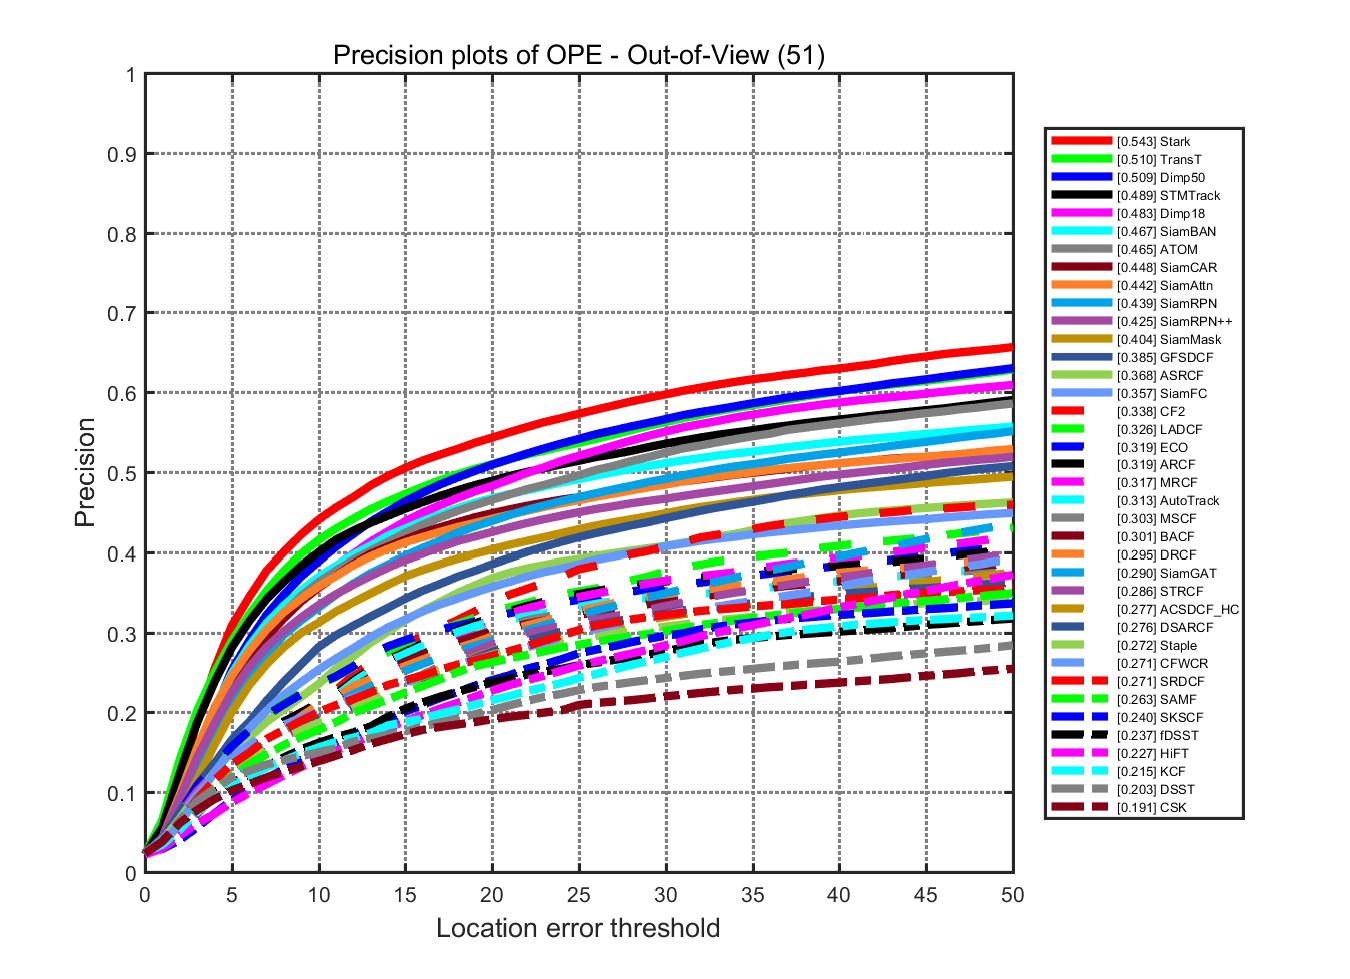 Precision plots of OPE - Out-of-View (51)
1
0.9
0.8
0.7
0.6
0.5
0.4
0.3
0.2
0.1
0
Precision
0 5 10 15 20 25 30 35 40 45 50
Location error threshold
[0.543] Stark
[0.510] TransT
[0.509] Dimp50
[0.489] STMTrack
[0.483] Dimp18
[0.467] SiamBAN
[0.465] ATOM
[0.448] SiamCAR
[0.442] SiamAttn
[0.439] SiamRPN
[0.425] SiamRPN++
[0.404] SiamMask
[0.385] GFSDCF
[0.368] ASRCF
[0.357] SiamFC
[0.338] CF2
[0.326] LADCF
[0.319] ECO
[0.319] ARCF
[0.317] MRCF
[0.313] AutoTrack
[0.303] MSCF
[0.301] BACF
[0.295] DRCF
[0.290] SiamGAT
[0.286] STRCF
[0.277] ACSDCF_HC
[0.276] DSARCF
[0.272] Staple
[0.271] CFWCR
[0.271] SRDCF
[0.263] SAMF
[0.240] SKSCF
[0.237] fDSST
[0.227] HiFT
[0.215] KCF
[0.203] DSST
[0.191] CSK